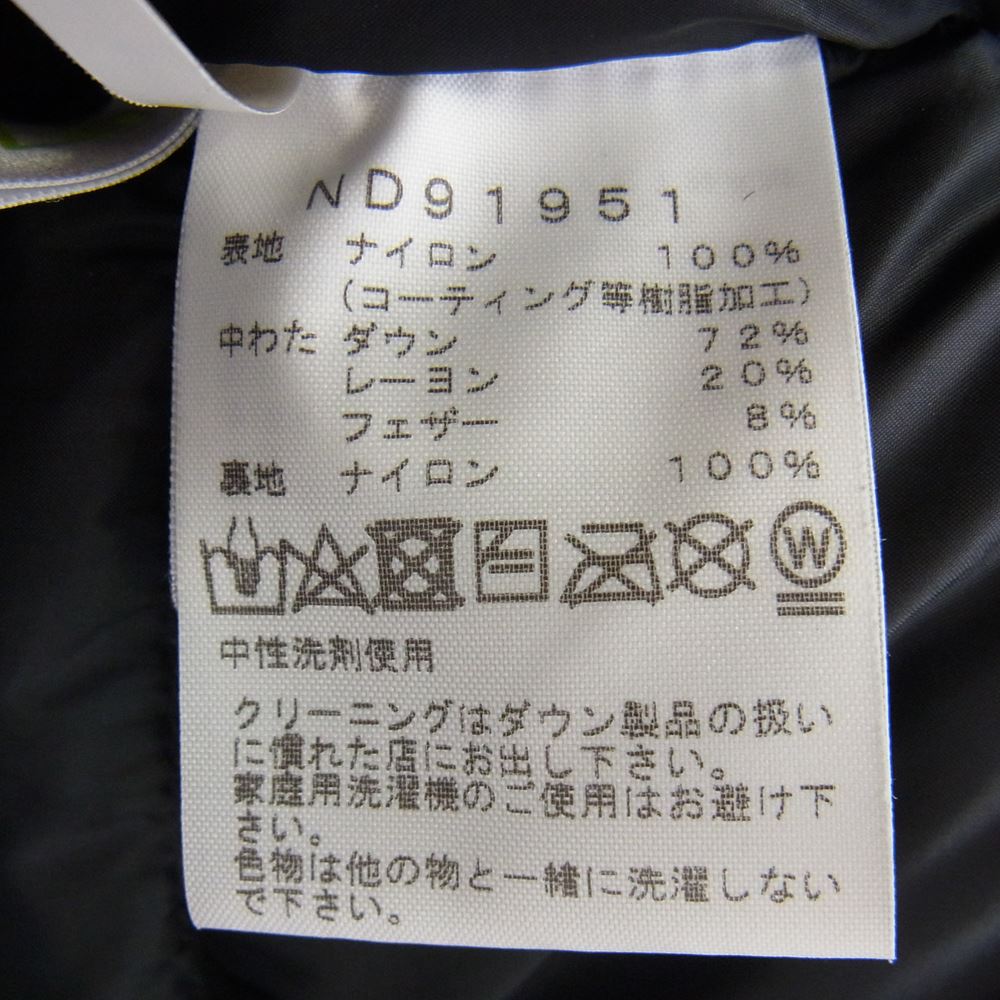 ND91951
表地 ナイロン 100%
(コーティング等樹脂加工)
中わた ダウン 72%
レーヨン 20%
フェザー 8%
裏地 ナイロン 100%
W
中性洗剤使用
クリーニングはダウン製品の扱い
に慣れた店にお出し下さい。
家庭用洗濯機のご使用はお避け下
さい。
色物は他の物と一緒に洗濯しない
で下さい。